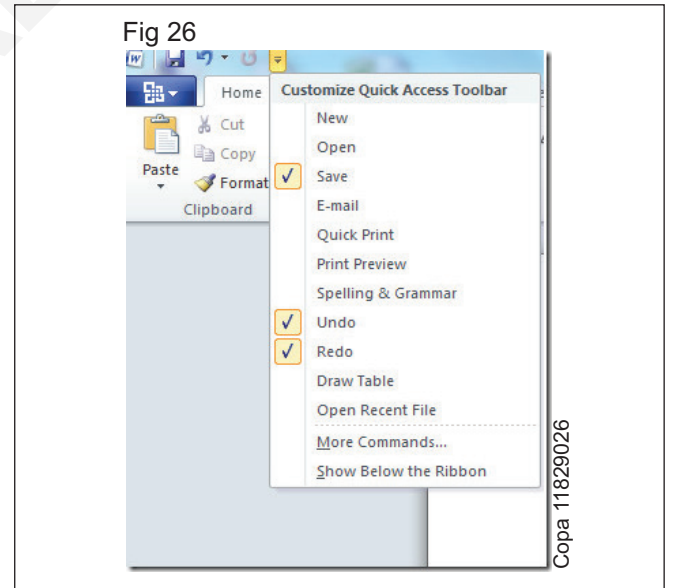 Fig 26
W
Home
Cut
Copy
Paste
Format
Clipboard
Customize Quick Access Toolbar
New
Open
Save
E-mail
Quick Print
Print Preview
Spelling & Grammar
Undo
Redo
Draw Table
Open Recent File
More Commands...
Show Below the Ribbon
Copa 11829026